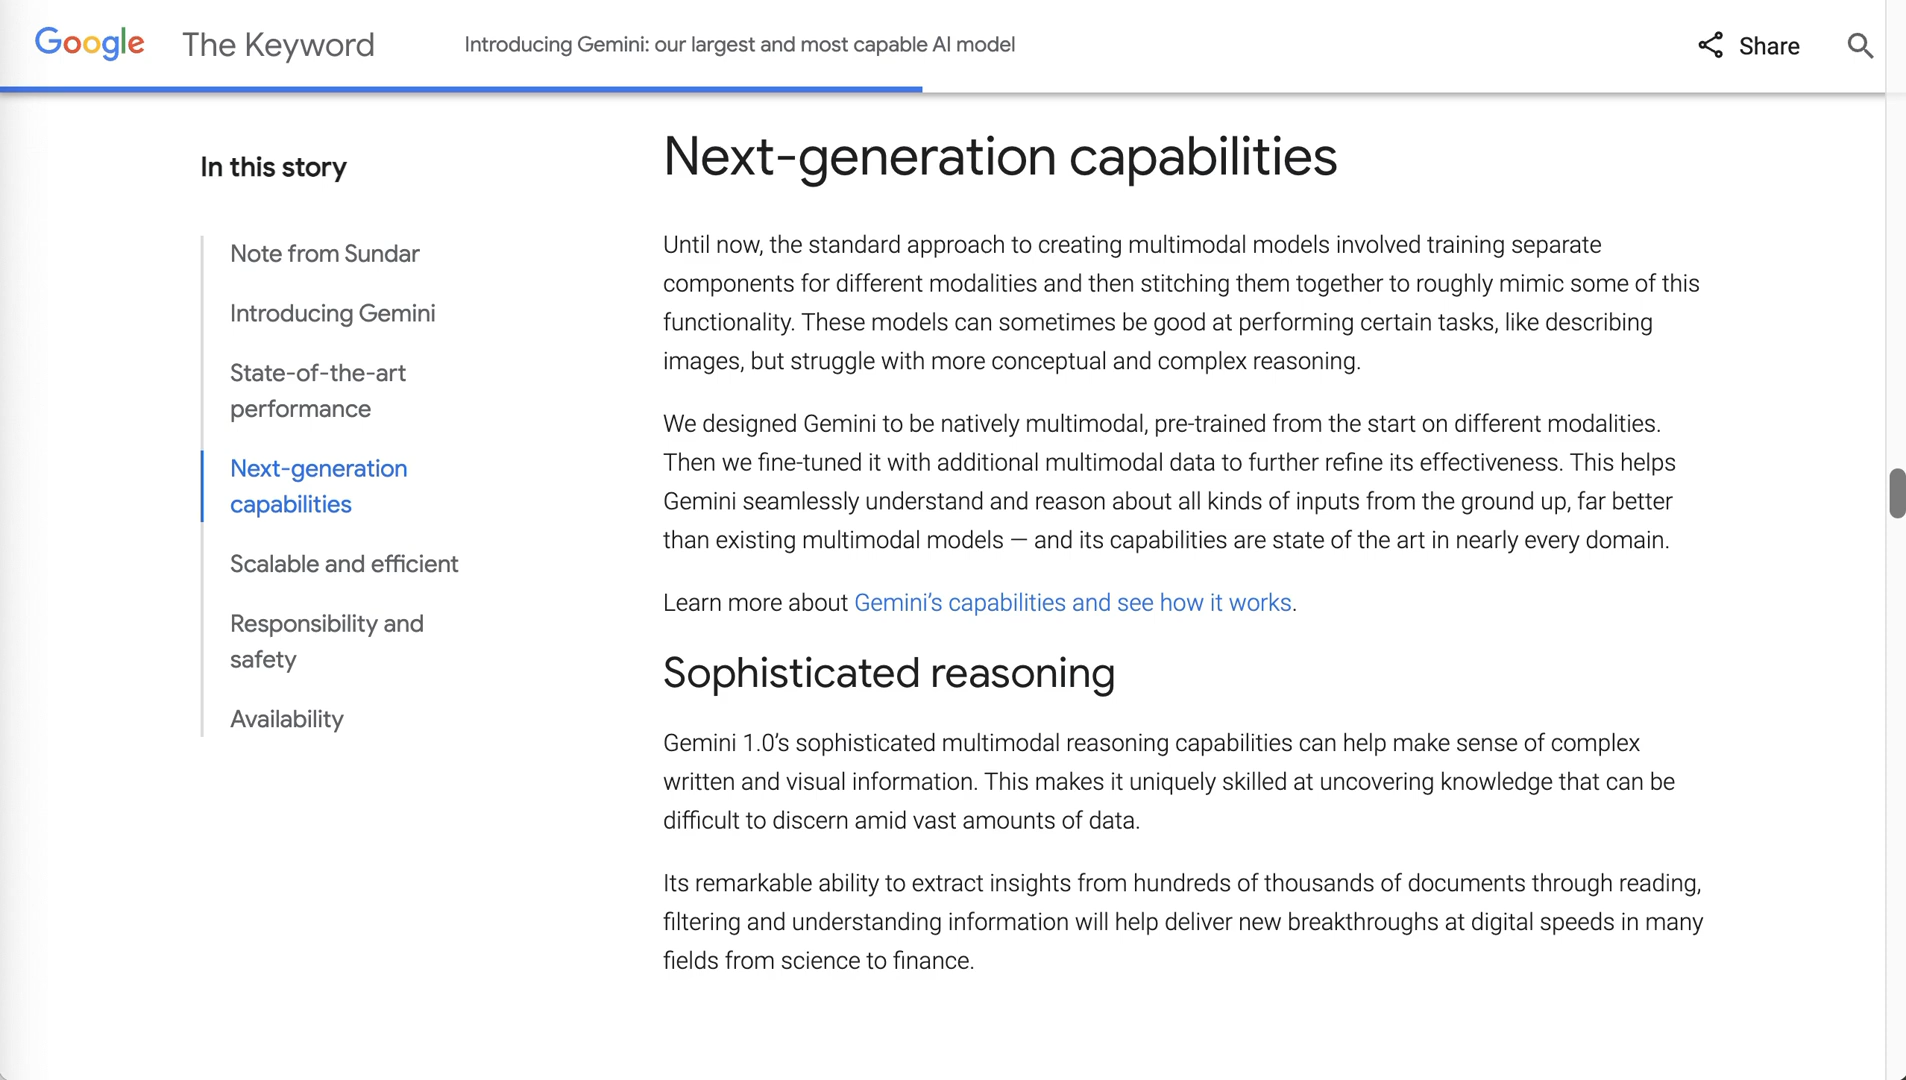 Google The Keyword Introducing Gemini: our largest and most capable AI model Share
In this story
Note from Sundar
Introducing Gemini
State-of-the-art
performance
Next-generation
capabilities
Scalable and efficient
Responsibility and
safety
Availability
Next-generation capabilities
Until now, the standard approach to creating multimodal models involved training separate
components for different modalities and then stitching them together to roughly mimic some of this
functionality. These models can sometimes be good at performing certain tasks, like describing
images, but struggle with more conceptual and complex reasoning.
We designed Gemini to be natively multimodal, pre-trained from the start on different modalities.
Then we fine-tuned it with additional multimodal data to further refine its effectiveness. This helps
Gemini seamlessly understand and reason about all kinds of inputs from the ground up, far better
than existing multimodal models — and its capabilities are state of the art in nearly every domain.
Learn more about Gemini’s capabilities and see how it works.
Sophisticated reasoning
Gemini 1.0’s sophisticated multimodal reasoning capabilities can help make sense of complex
written and visual information. This makes it uniquely skilled at uncovering knowledge that can be
difficult to discern amid vast amounts of data.
Its remarkable ability to extract insights from hundreds of thousands of documents through reading,
filtering and understanding information will help deliver new breakthroughs at digital speeds in many
fields from science to finance.